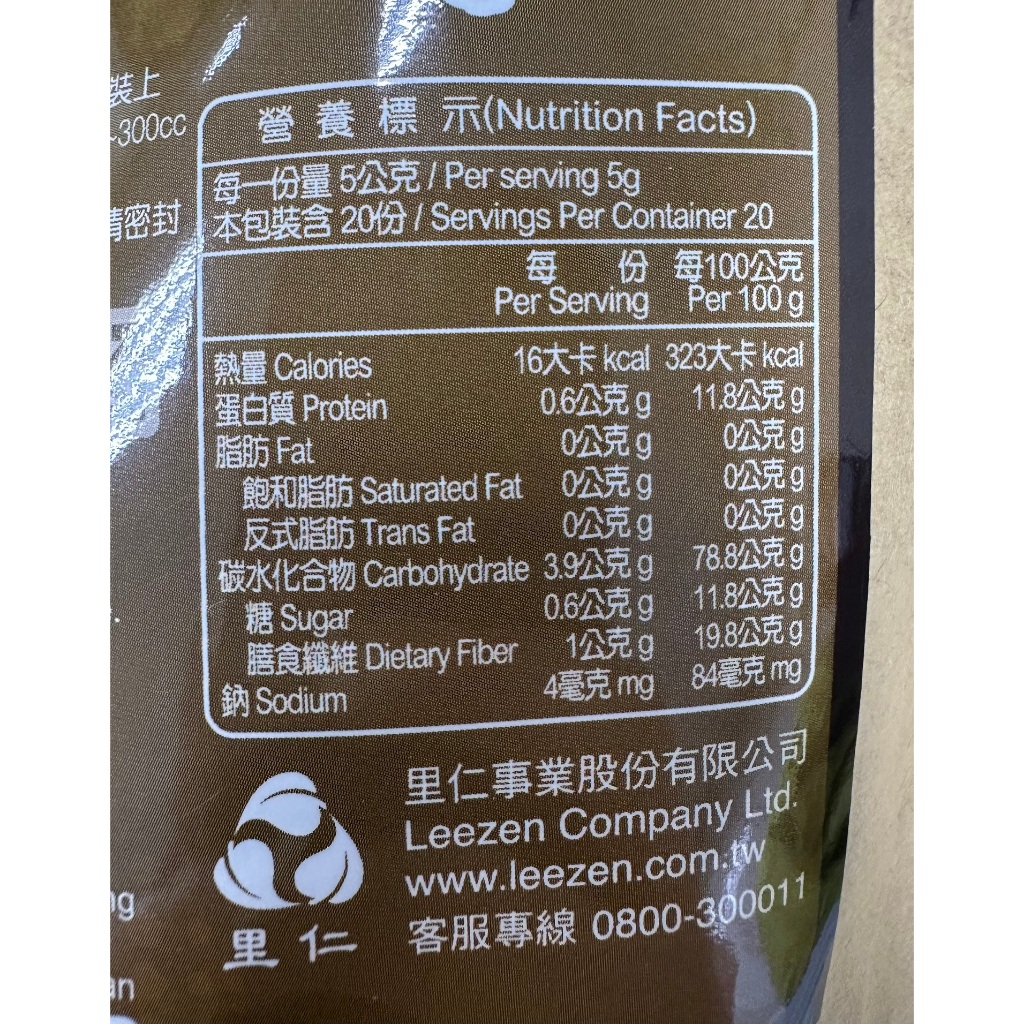 裝上
-300cc
密封
營養標示(Nutrition Facts)
每一份量 5公克 / Per serving 5g
本包裝含 20份 / Servings Per Container 20
每 份 每100公克
Per Serving Per 100 g
熱量 Calories 16大卡 kcal 323大卡 kcal
蛋白質 Protein 0.6公克 g 11.8公克 g
脂肪 Fat 0公克 g 0公克 g
飽和脂肪 Saturated Fat 0公克 g 0公克 g
反式脂肪 Trans Fat 0公克 g 0公克 g
碳水化合物 Carbohydrate 3.9公克 g 78.8公克 g
糖 Sugar 0.6公克 g 11.8公克 g
膳食纖維 Dietary Fiber 1公克 g 19.8公克 g
鈉 Sodium 4毫克 mg 84毫克 mg
里仁事業股份有限公司
Leezen Company Ltd.
www.leezen.com.tw
客服專線 0800-300011
里仁